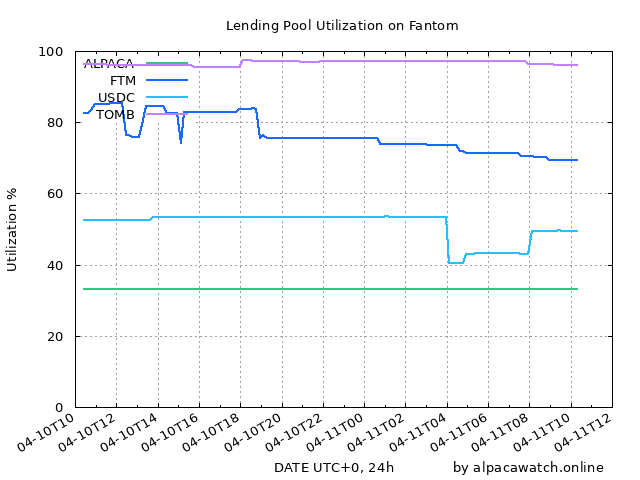 Lending Pool Utilization on Fantom
100
80
60
40
20
0
Utilization %
ALPACA
FTM
USDC
TOMB
04-10T10
04-10T12
04-10T14
04-10T16
04-10T18
04-10T20
04-10T22
04-11T00
04-11T02
04-11T04
04-11T06
04-11T08
04-11T10
04-11T12
DATE UTC+0, 24h
by alpacawatch.online